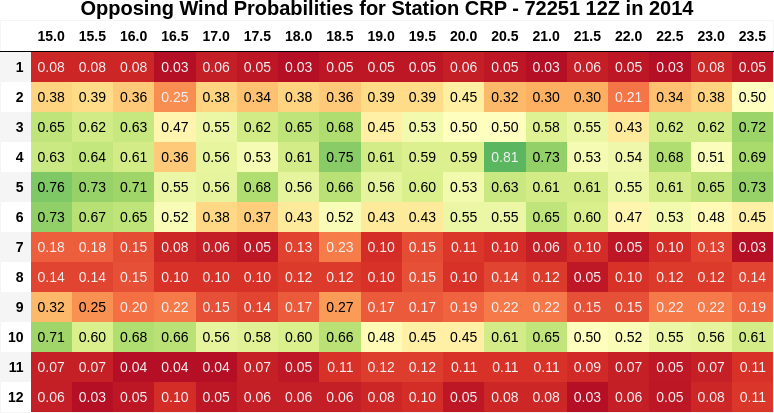 Opposing Wind Probabilities for Station CRP - 72251 12Z in 2014
15.0 15.5 16.0 16.5 17.0 17.5 18.0 18.5 19.0 19.5 20.0 20.5 21.0 21.5 22.0 22.5 23.0 23.5
1 0.08 0.08 0.08 0.03 0.06 0.05 0.03 0.05 0.05 0.05 0.06 0.05 0.03 0.06 0.05 0.03 0.08 0.05
2 0.38 0.39 0.36 0.25 0.38 0.34 0.38 0.36 0.39 0.39 0.45 0.32 0.30 0.30 0.21 0.34 0.38 0.50
3 0.65 0.62 0.63 0.47 0.55 0.62 0.65 0.68 0.45 0.53 0.50 0.50 0.58 0.55 0.43 0.62 0.62 0.72
4 0.63 0.64 0.61 0.36 0.56 0.53 0.61 0.75 0.61 0.59 0.59 0.81 0.73 0.53 0.54 0.68 0.51 0.69
5 0.76 0.73 0.71 0.55 0.56 0.68 0.56 0.66 0.56 0.60 0.53 0.63 0.61 0.61 0.55 0.61 0.65 0.73
6 0.73 0.67 0.65 0.52 0.38 0.37 0.43 0.52 0.43 0.43 0.55 0.55 0.65 0.60 0.47 0.53 0.48 0.45
7 0.18 0.18 0.15 0.08 0.06 0.05 0.13 0.23 0.10 0.15 0.11 0.10 0.06 0.10 0.05 0.10 0.13 0.03
8 0.14 0.14 0.15 0.10 0.10 0.10 0.12 0.12 0.10 0.15 0.10 0.14 0.12 0.05 0.10 0.12 0.12 0.14
9 0.32 0.25 0.20 0.22 0.15 0.14 0.17 0.27 0.17 0.17 0.19 0.22 0.22 0.15 0.15 0.22 0.22 0.19
10 0.71 0.60 0.68 0.66 0.56 0.58 0.60 0.66 0.48 0.45 0.45 0.61 0.65 0.50 0.52 0.55 0.56 0.61
11 0.07 0.07 0.04 0.04 0.04 0.07 0.05 0.11 0.12 0.12 0.11 0.11 0.11 0.09 0.07 0.05 0.07 0.11
12 0.06 0.03 0.05 0.10 0.05 0.06 0.06 0.06 0.08 0.10 0.05 0.08 0.08 0.03 0.06 0.05 0.08 0.11